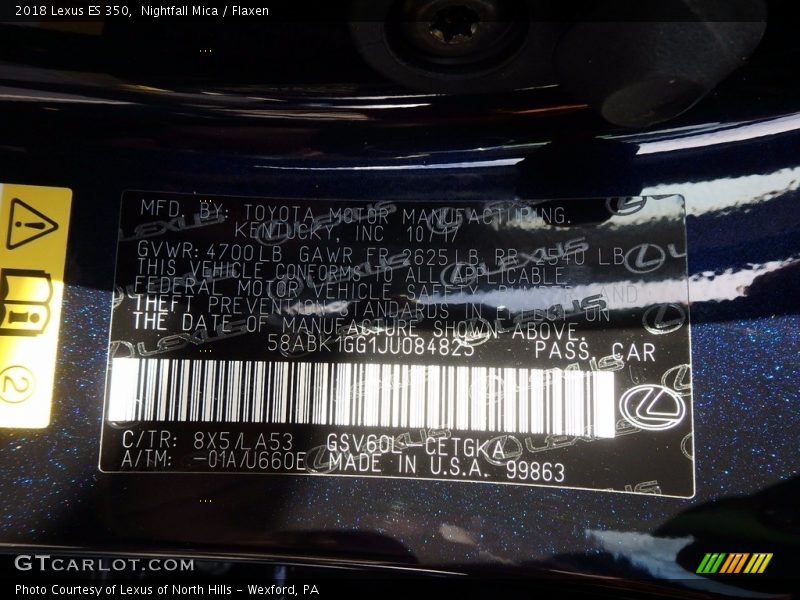 2018 Lexus ES 350,  Nightfall Mica / Flaxen
MFD. BY: TOYOTA MOTOR MANUFACTURING.
KENTUCKY, INC 10/17
GVWR: 4700LB GAWR FR 2625 LB RR LB
THIS VEHICLE CONFORMS TO ALL APPLICABLE
FEDERAL MOTOR VEHICLE SAFETY, BUMPER, AND
THEFT PREVENTION STANDARDS IN EFFECT ON
THE DATE OF MANUFACTURE SHOWN ABOVE.
58ABK1GG1JU084825 PASS. CAR
C/TR: 8X5/LA53 GSV60L-CETGKA
A/TM: -01A/U660E MADE IN U.S.A. 99863
2
GTCARLOT.COM
Photo Courtesy of Lexus of North Hills - Wexford, PA